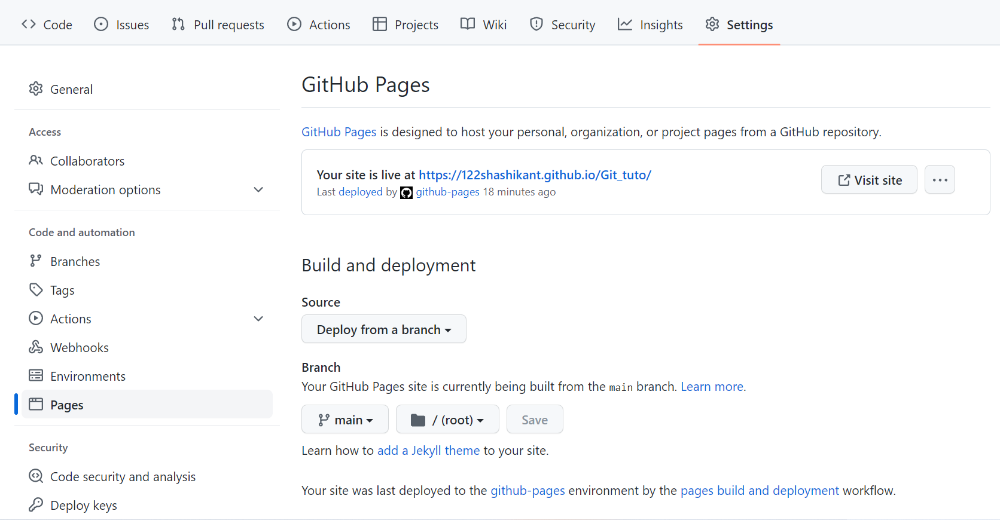 Code Issues Pull requests Actions Projects Wiki Security Insights Settings
General
Access
Collaborators
Moderation options
Code and automation
Branches
Tags
Actions
Webhooks
Environments
Pages
Security
Code security and analysis
Deploy keys
GitHub Pages
GitHub Pages is designed to host your personal, organization, or project pages from a GitHub repository.
Your site is live at https://122shashikant.github.io/Git_tuto/
Last deployed by github-pages 18 minutes ago
Visit site
Build and deployment
Source
Deploy from a branch
Branch
Your GitHub Pages site is currently being built from the main branch. Learn more.
main / (root) Save
Learn how to add a Jekyll theme to your site.
Your site was last deployed to the github-pages environment by the pages build and deployment workflow.